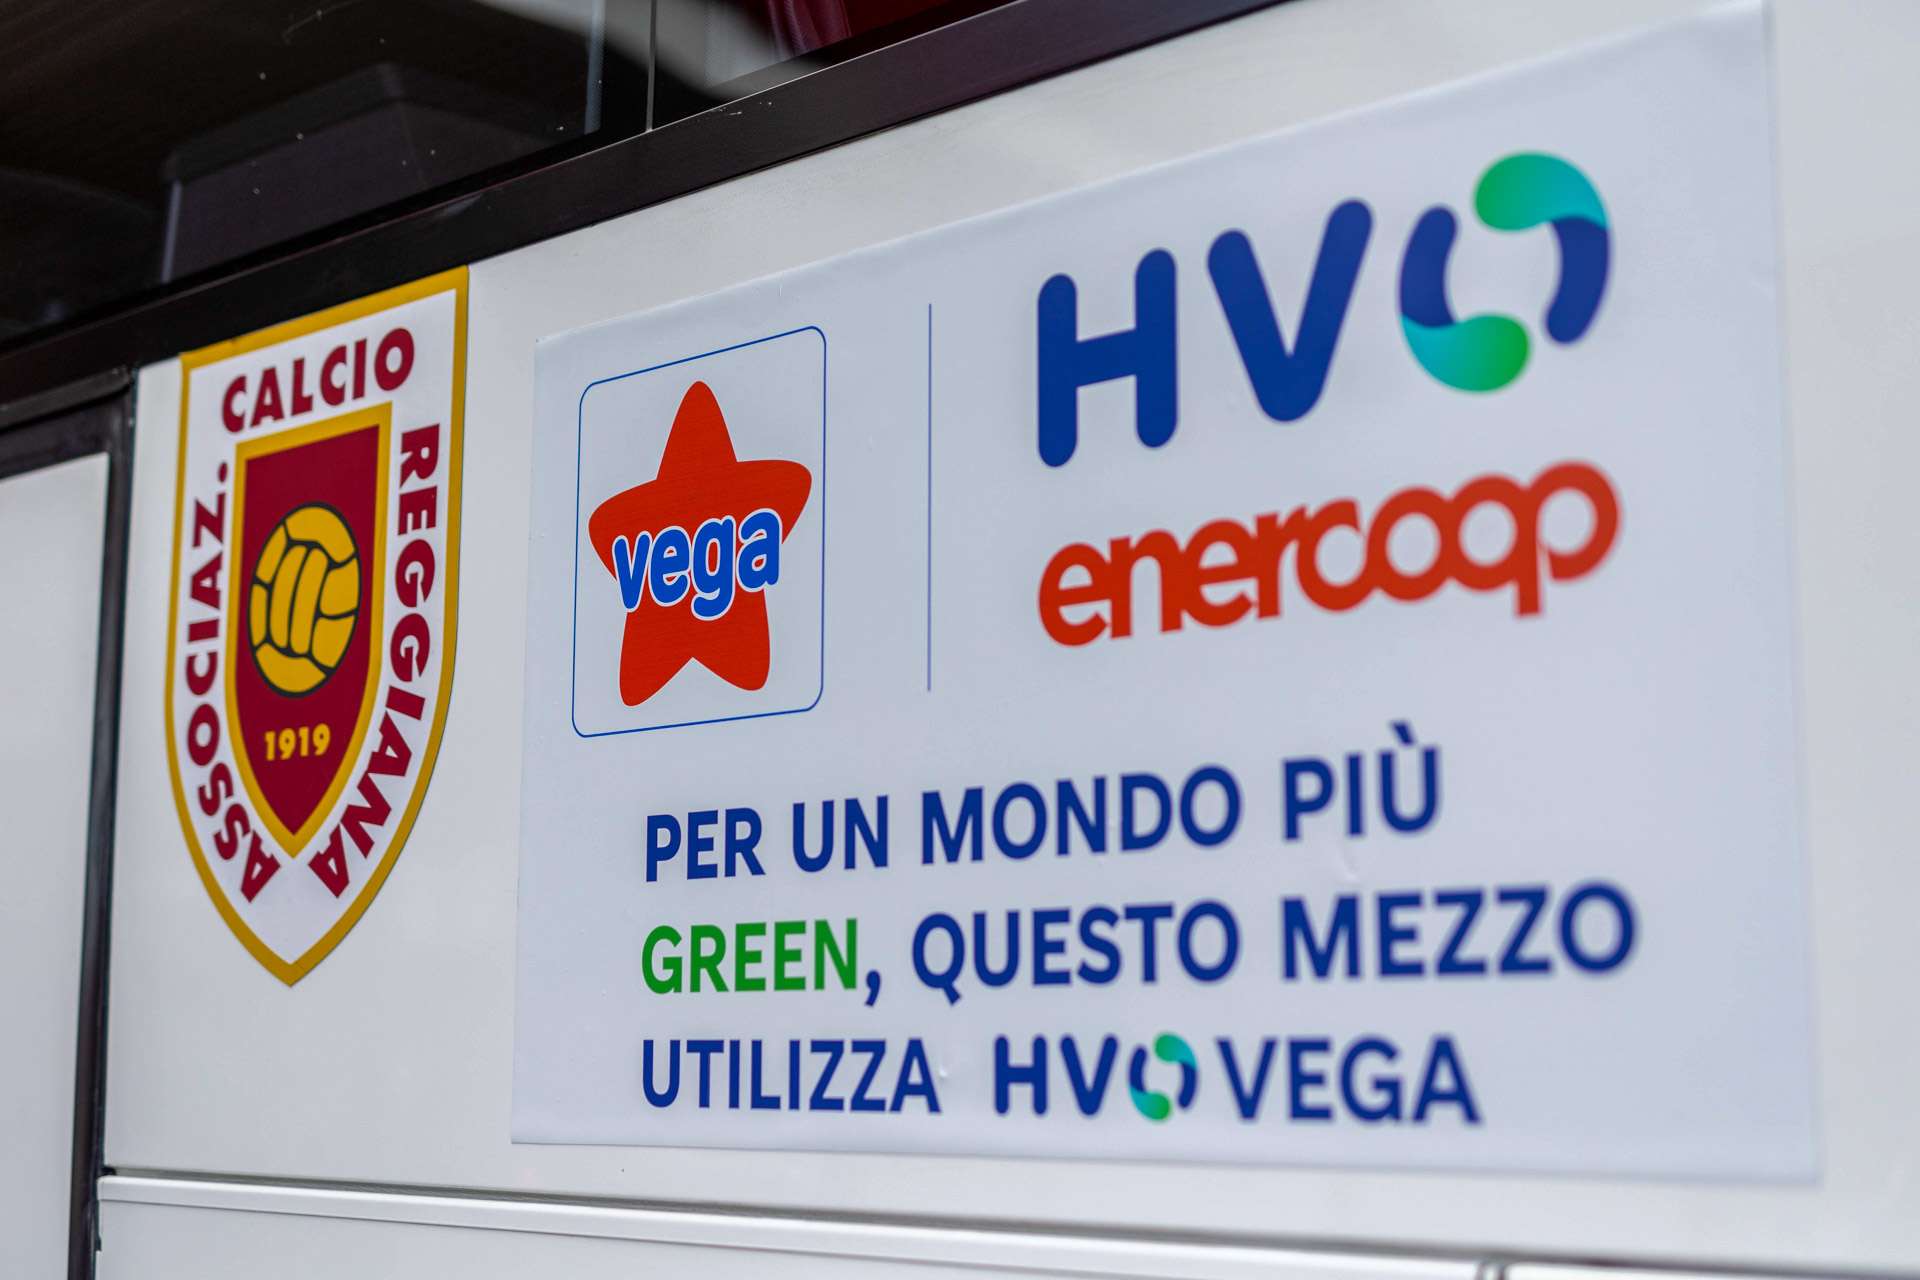 ASSOCIAZ. CALCIO REGGIANA
1919
vega
HVO
enercoop
PER UN MONDO PIÙ
GREEN, QUESTO MEZZO
UTILIZZA HVO VEGA